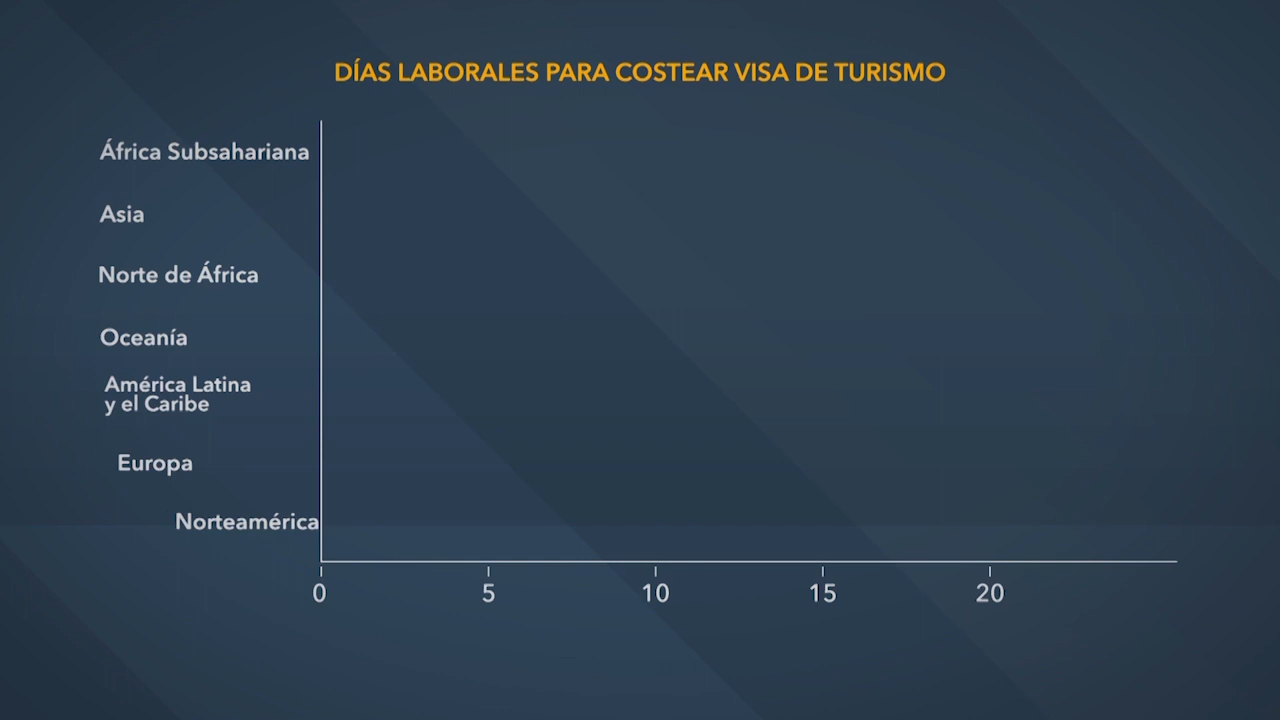 DÍAS LABORALES PARA COSTEAR VISA DE TURISMO
África Subsahariana
Asia
Norte de África
Oceanía
América Latina
y el Caribe
Europa
Norteamérica
0 5 10 15 20